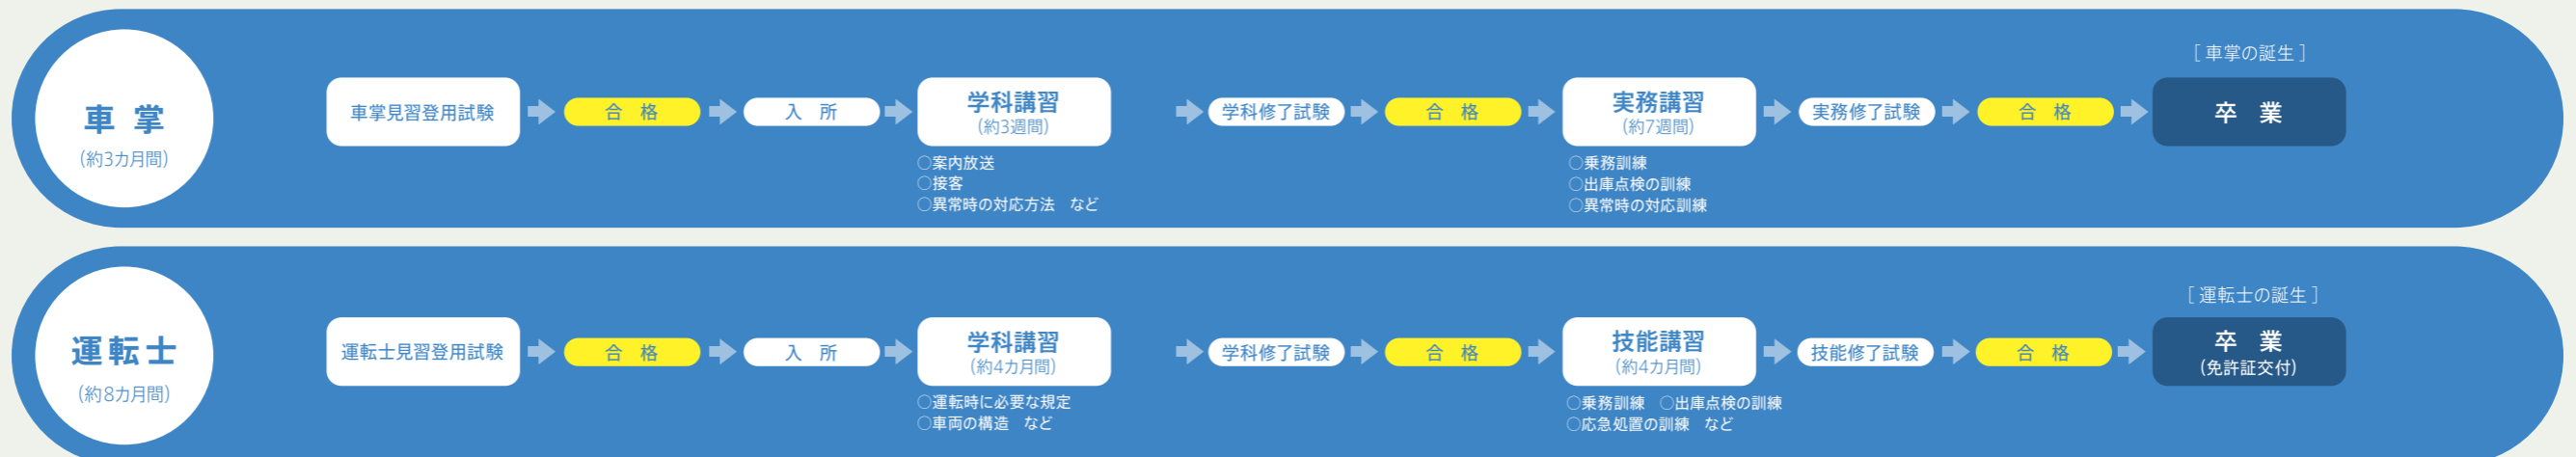 車 掌
(約3カ月間)
車掌見習登用試験
合 格
入 所
学科講習
(約3週間)
○案内放送
○接客
○異常時の対応方法 など
学科修了試験
合 格
実務講習
(約7週間)
○乗務訓練
○出庫点検の訓練
○異常時の対応訓練
実務修了試験
合 格
[ 車掌の誕生 ]
卒 業
運転士
(約8カ月間)
運転士見習登用試験
合 格
入 所
学科講習
(約4カ月間)
○運転時に必要な規定
○車両の構造 など
学科修了試験
合 格
技能講習
(約4カ月間)
○乗務訓練 ○出庫点検の訓練
○応急処置の訓練 など
技能修了試験
合 格
[ 運転士の誕生 ]
卒 業
(免許証交付)